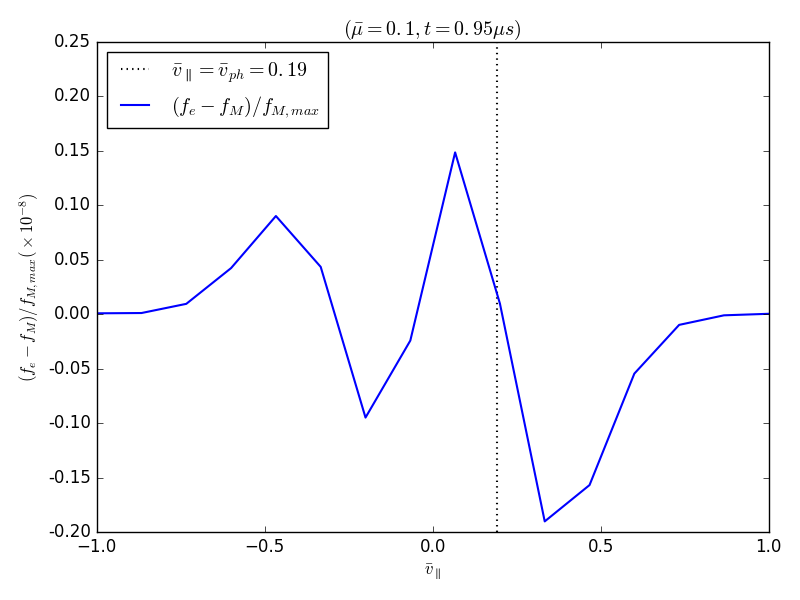 (μ̄ = 0.1, t = 0.95μs)
0.25
0.20
0.15
0.10
0.05
0.00
-0.05
-0.10
-0.15
-0.20
v̄∥ = v̄ph = 0.19
(fe − fM)/fM,max
(fe − fM)/fM,max(×10⁻⁸)
−1.0 −0.5 0.0 0.5 1.0
v̄∥